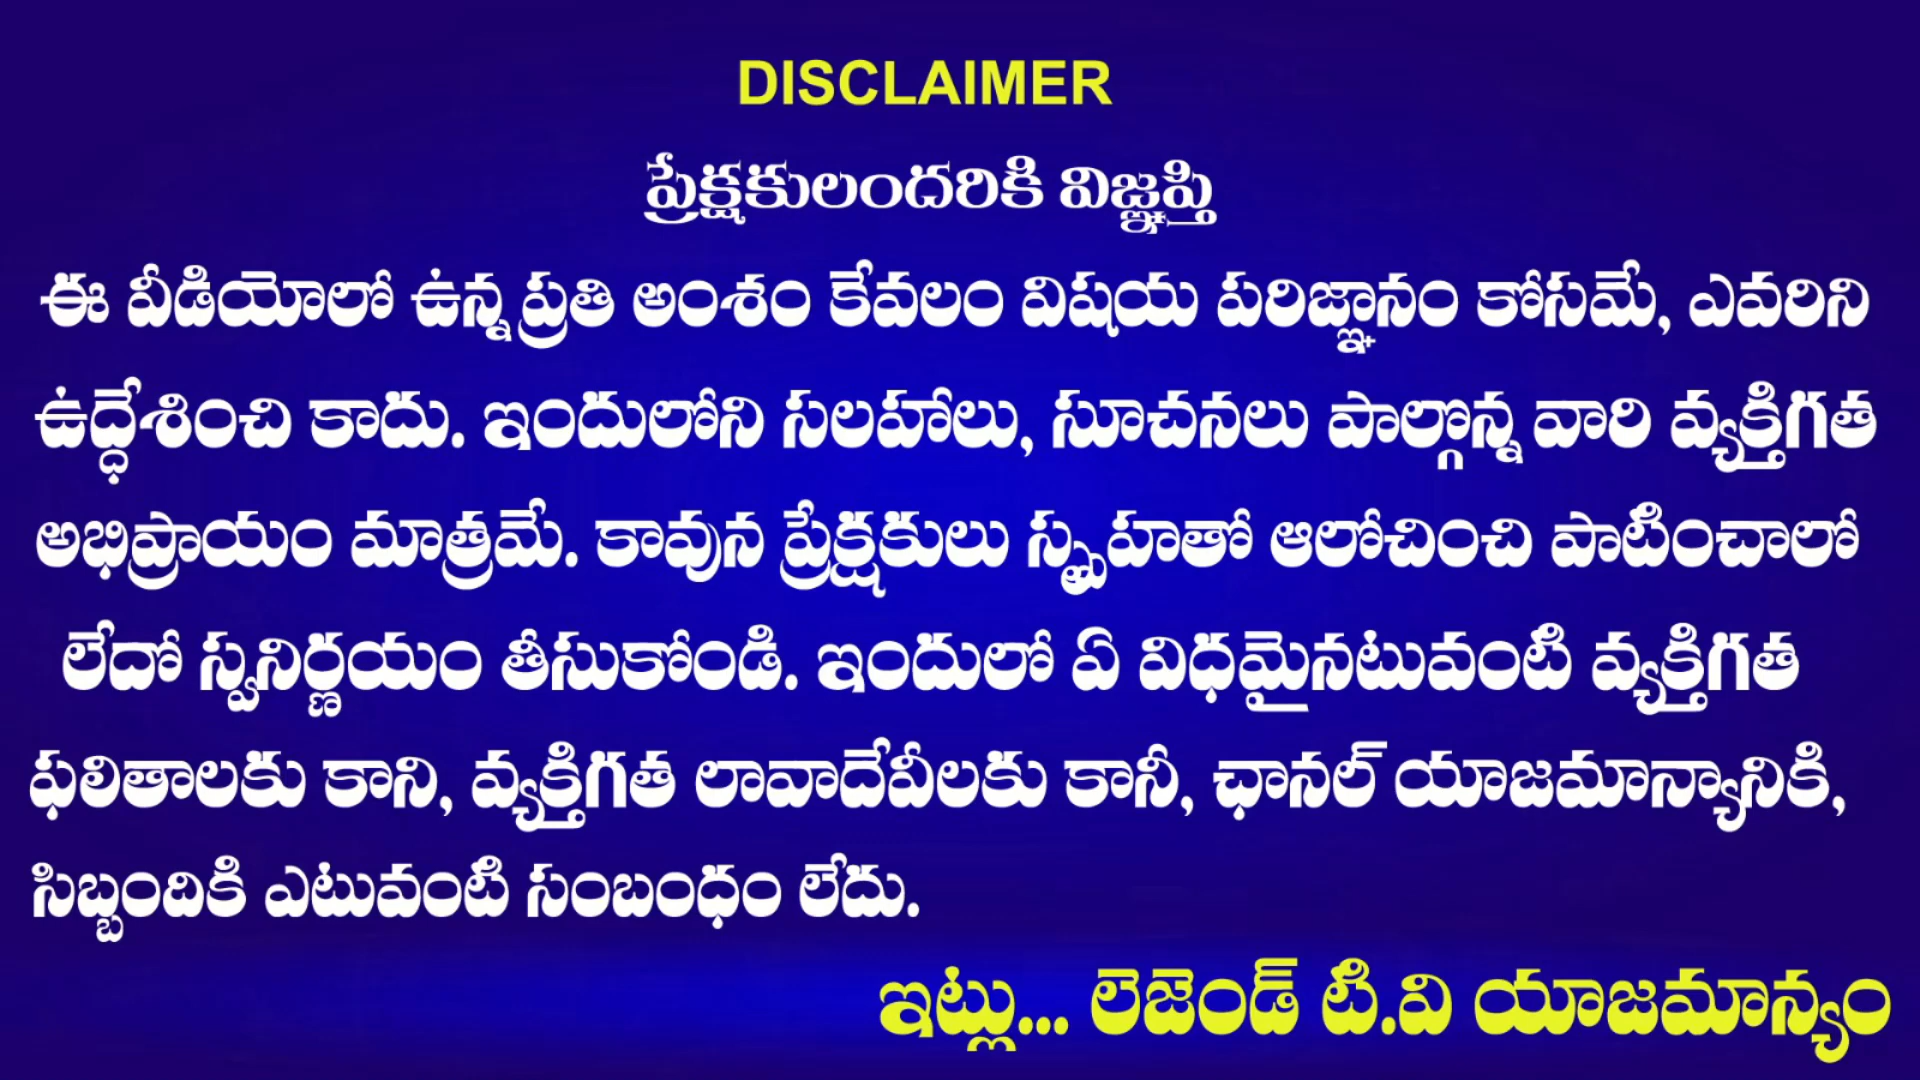 DISCLAIMER
ప్రేక్షకులందరికి విజ్ఞప్తి
ఈ వీడియోలో ఉన్న ప్రతి అంశం కేవలం విషయ పరిజ్ఞానం కోసమే, ఎవరిని
ఉద్ధేశించి కాదు. ఇందులోని సలహాలు, సూచనలు పాల్గొన్న వారి వ్యక్తిగత
అభిప్రాయం మాత్రమే. కావున ప్రేక్షకులు స్పృహతో ఆలోచించి పాటించాలో
లేదో స్వనిర్ణయం తీసుకోండి. ఇందులో ఏ విధమైనటువంటి వ్యక్తిగత
ఫలితాలకు కాని, వ్యక్తిగత లావాదేవీలకు కానీ, ఛానల్ యాజమాన్యానికి,
సిబ్బందికి ఎటువంటి సంబంధం లేదు.
ఇట్లు... లెజెండ్ టి.వి యాజమాన్యం